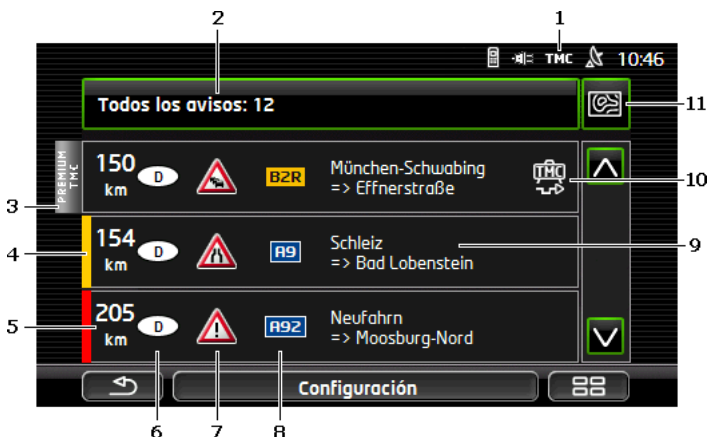 1
2
TMC 10:46
Todos los avisos: 12
11
PREMIUM
TMC
150
km
D
B2R
München-Schwabing
=> Effnerstraße
TMC
10
3
154
km
D
A9
Schleiz
=> Bad Lobenstein
4
9
205
km
D
A92
Neufahrn
=> Moosburg-Nord
5
Configuración
6
7
8